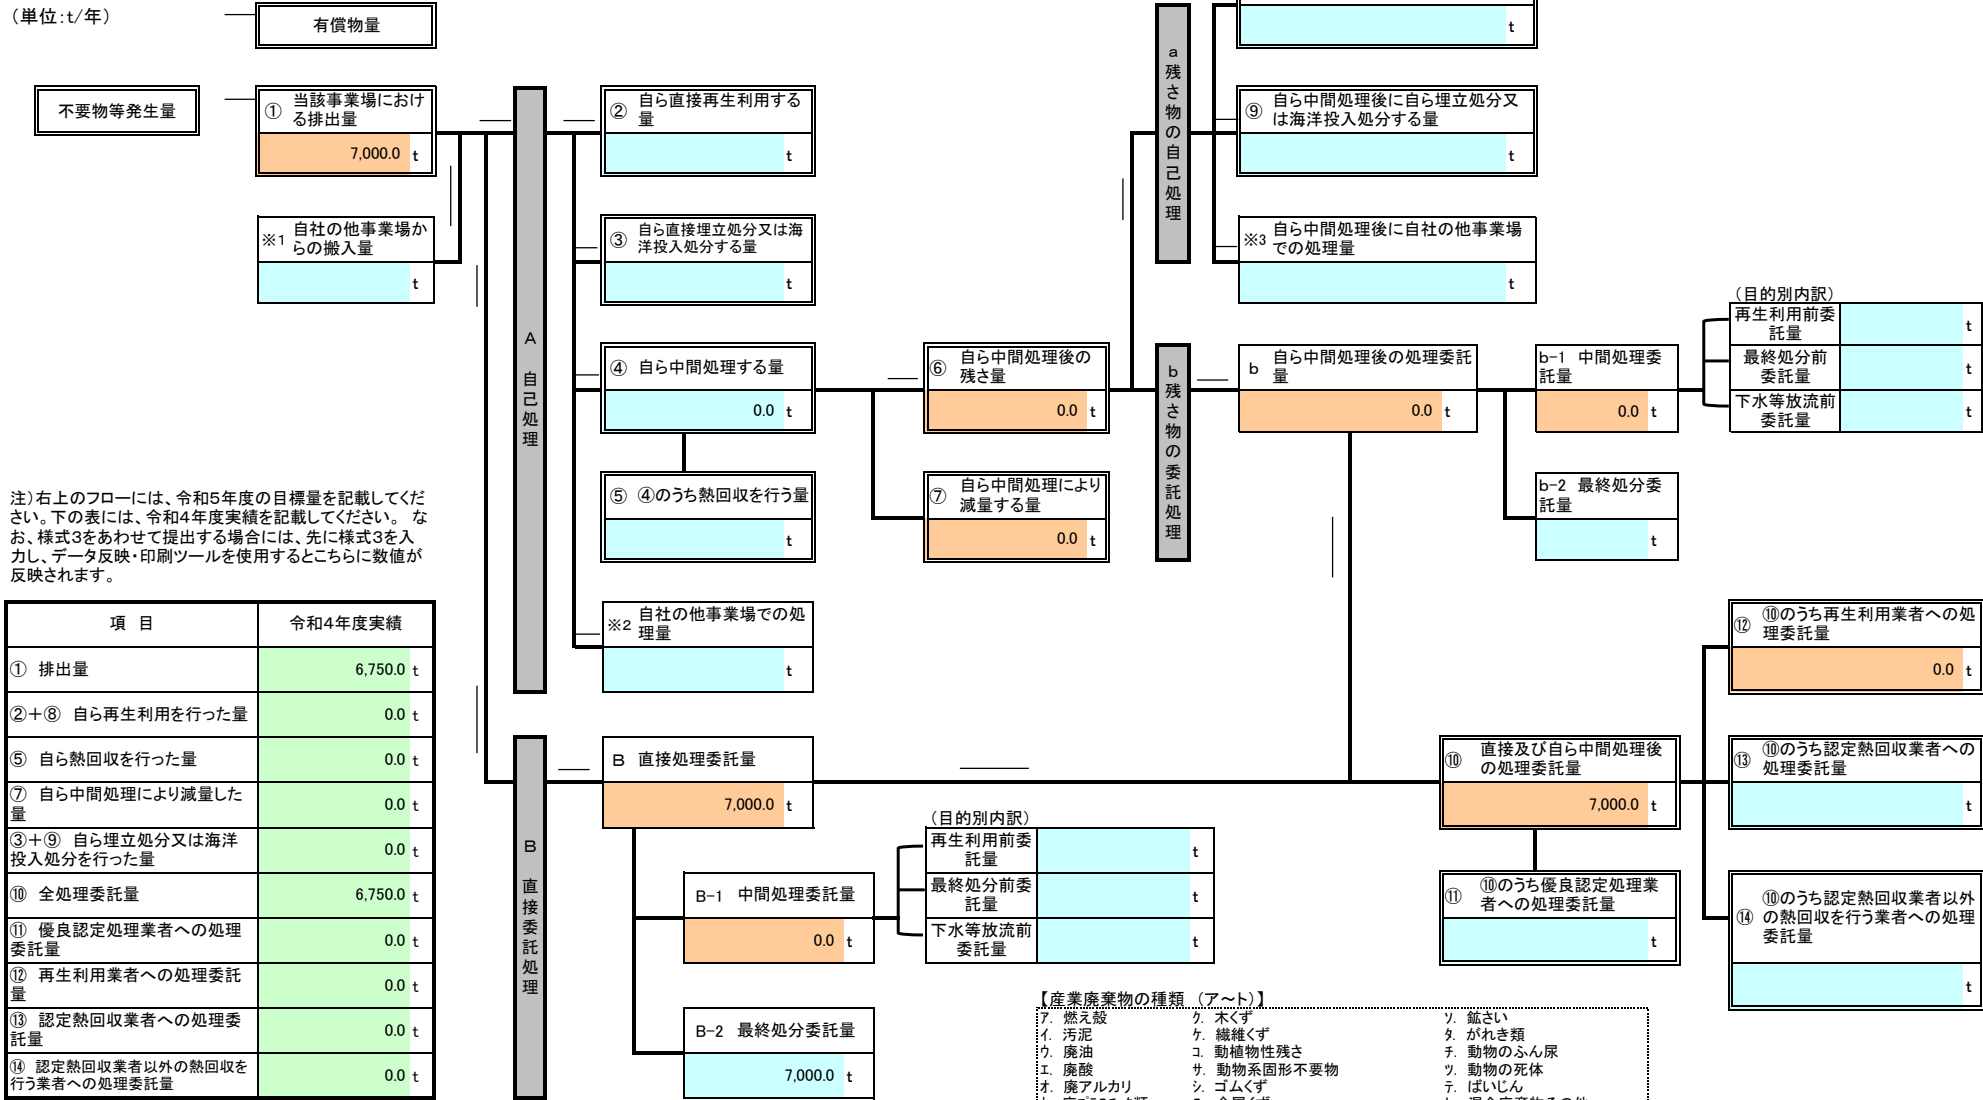 （単位：t/年）
有償物量
t
不要物等発生量
① 当該事業場におけ
る排出量
7,000.0 t
※1 自社の他事業場か
らの搬入量
t
A 自己処理
② 自ら直接再生利用する
量
t
③ 自ら直接埋立処分又は海
洋投入処分する量
t
④ 自ら中間処理する量
0.0 t
⑤ ④のうち熱回収を行う量
t
※2 自社の他事業場での処
理量
t
⑥ 自ら中間処理後の
残さ量
0.0 t
⑦ 自ら中間処理により
減量する量
0.0 t
a 残さ物の自己処理
⑨ 自ら中間処理後に自ら埋立処分又
は海洋投入処分する量
t
※3 自ら中間処理後に自社の他事業場
での処理量
t
b 残さ物の委託処理
b 自ら中間処理後の処理委託
量
0.0 t
b-1 中間処理委
託量
0.0 t
（目的別内訳）
再生利用前委
託量
t
最終処分前
委託量
t
下水等放流前
委託量
t
b-2 最終処分委
託量
t
注）右上のフローには、令和5年度の目標量を記載してくだ
さい。下の表には、令和4年度実績を記載してください。 な
お、様式3をあわせて提出する場合には、先に様式3を入
力し、データ反映・印刷ツールを使用するとこちらに数値が
反映されます。
項 目 令和4年度実績
① 排出量 6,750.0 t
②＋⑧ 自ら再生利用を行った量 0.0 t
⑤ 自ら熱回収を行った量 0.0 t
⑦ 自ら中間処理により減量した
量 0.0 t
③＋⑨ 自ら埋立処分又は海洋
投入処分を行った量 0.0 t
⑩ 全処理委託量 6,750.0 t
⑪ 優良認定処理業者への処理
委託量 0.0 t
⑫ 再生利用業者への処理委託
量 0.0 t
⑬ 認定熱回収業者への処理委
託量 0.0 t
⑭ 認定熱回収業者以外の熱回収を
行う業者への処理委託量 0.0 t
B 直接委託処理
B 直接処理委託量
7,000.0 t
B-1 中間処理委託量
0.0 t
（目的別内訳）
再生利用前委
託量
t
最終処分前委
託量
t
下水等放流前
委託量
t
B-2 最終処分委託量
7,000.0 t
⑩ 直接及び自ら中間処理後
の処理委託量
7,000.0 t
⑪ ⑩のうち優良認定処理業
者への処理委託量
t
⑫ ⑩のうち再生利用業者への処
理委託量
0.0 t
⑬ ⑩のうち認定熱回収業者への
処理委託量
t
⑭ ⑩のうち認定熱回収業者以外
の熱回収を行う業者への処理
委託量
t
【産業廃棄物の種類 （ア～ト）】
ア. 燃え殻 ク. 木くず ソ. 鉱さい
イ. 汚泥 ケ. 繊維くず タ. がれき類
ウ. 廃油 コ. 動植物性残さ チ. 動物のふん尿
エ. 廃酸 サ. 動物系固形不要物 ツ. 動物の死体
オ. 廃アルカリ シ. ゴムくず テ. ばいじん